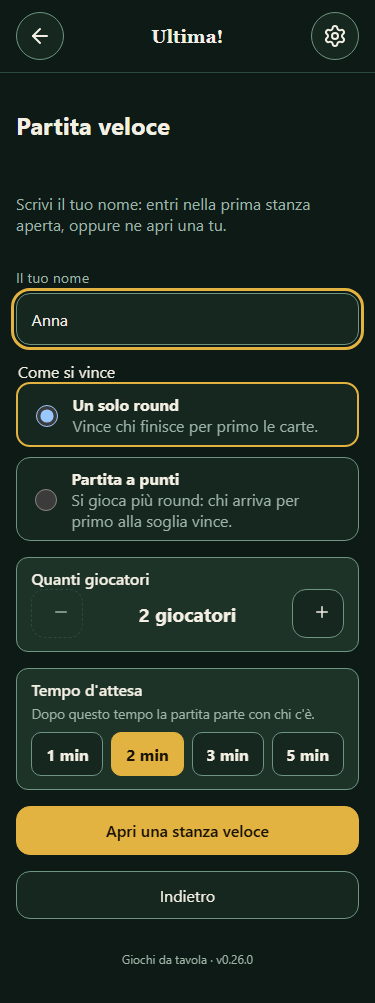 Ultima!
Partita veloce
Scrivi il tuo nome: entri nella prima stanza
aperta, oppure ne apri una tu.
Il tuo nome
Anna
Come si vince
Un solo round
Vince chi finisce per primo le carte.
Partita a punti
Si gioca più round: chi arriva per
primo alla soglia vince.
Quanti giocatori
− 2 giocatori +
Tempo d'attesa
Dopo questo tempo la partita parte con chi c'è.
1 min 2 min 3 min 5 min
Apri una stanza veloce
Indietro
Giochi da tavola · v0.26.0